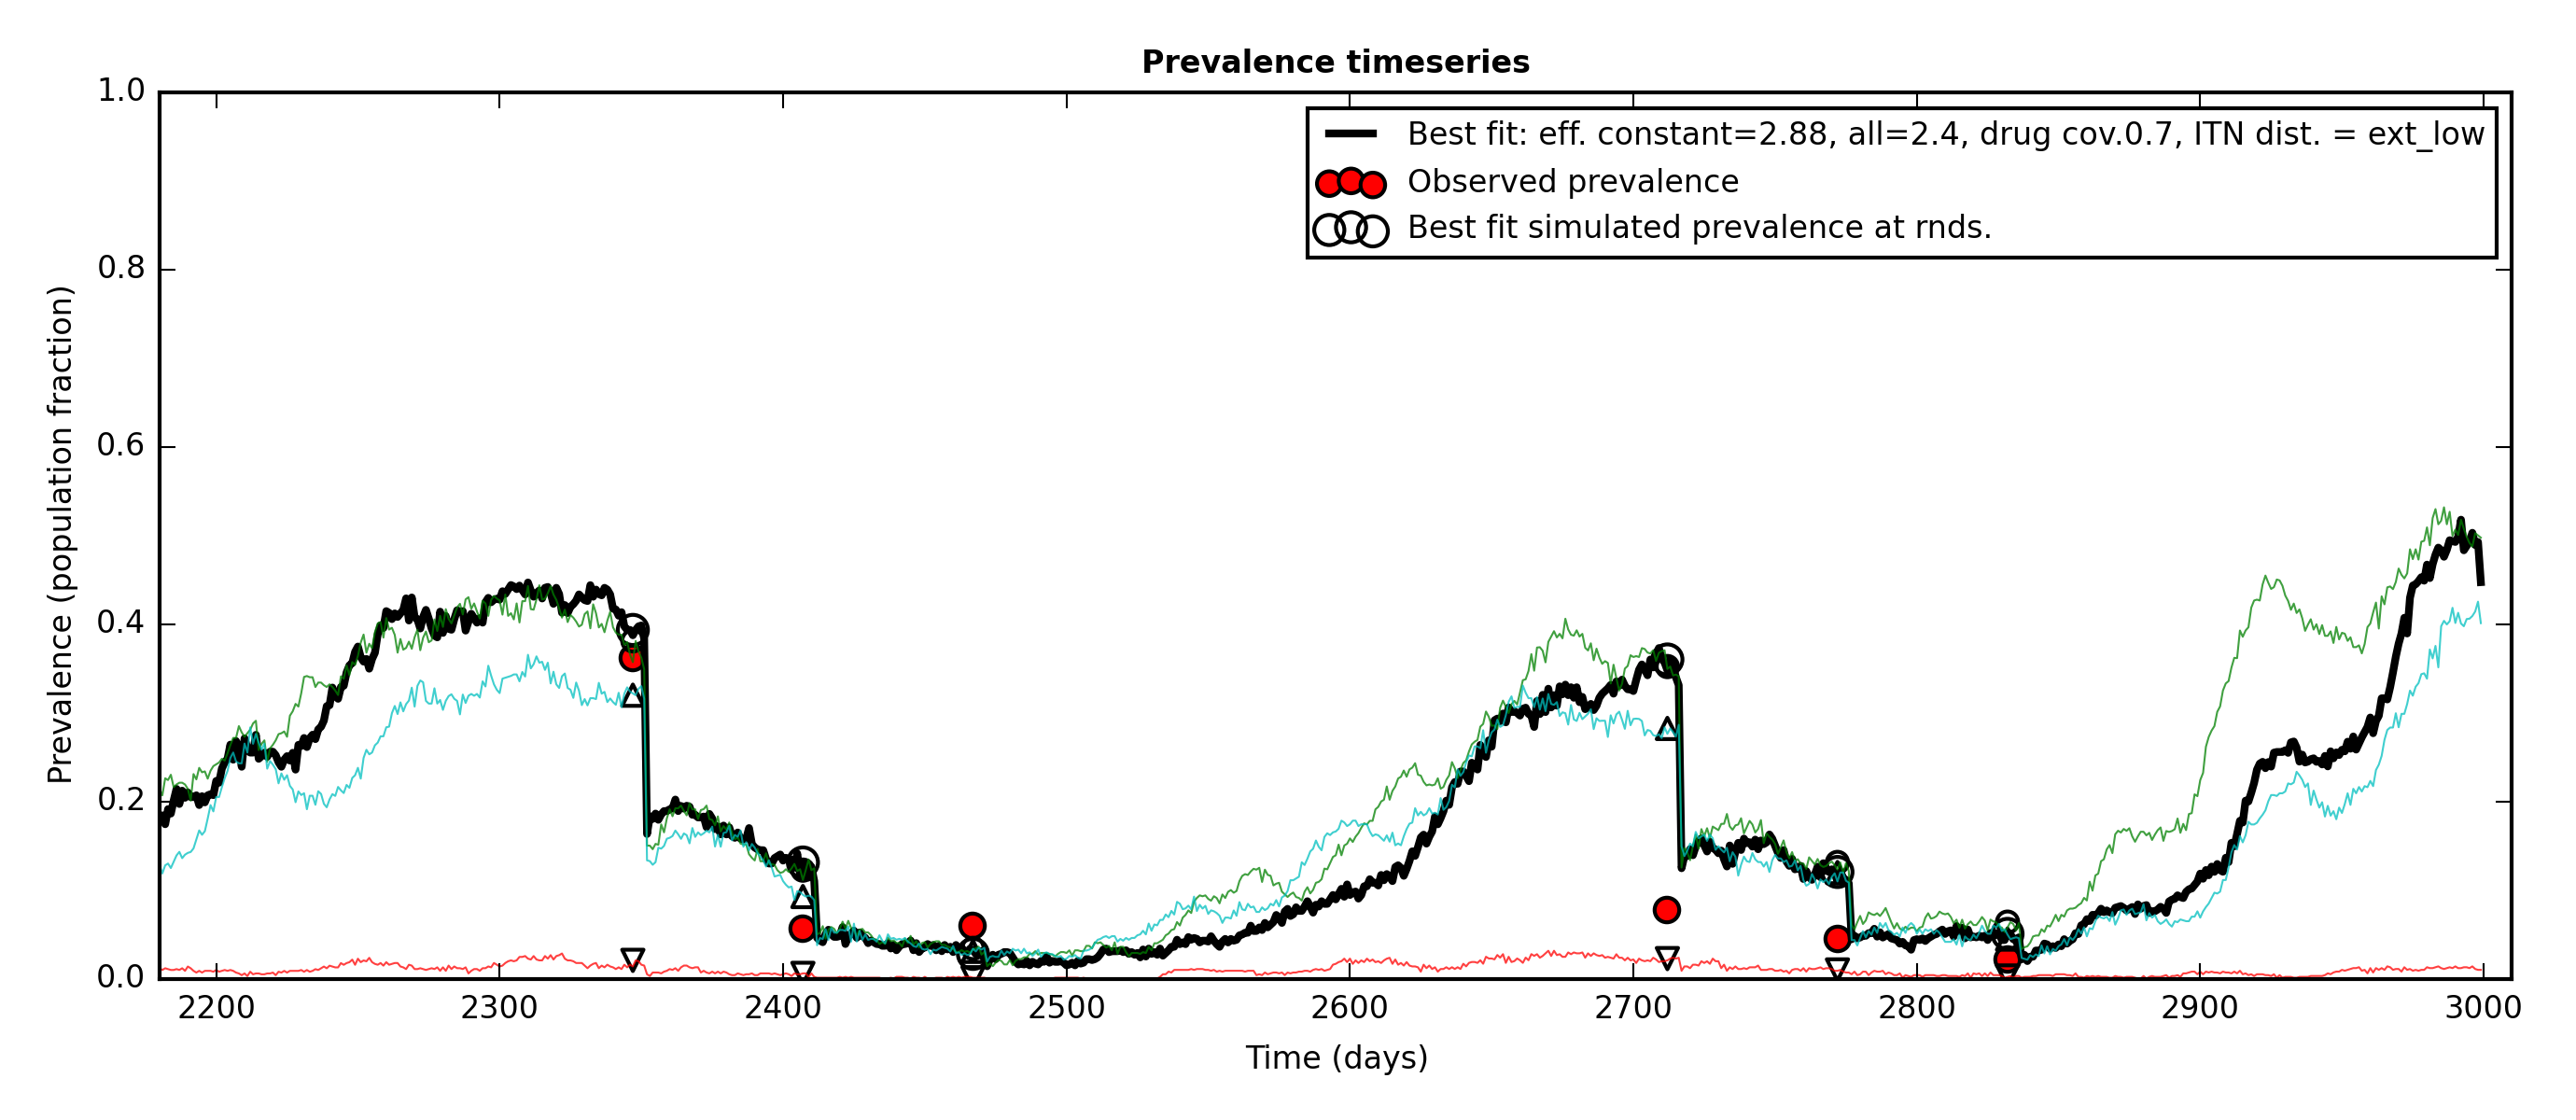 Prevalence timeseries
1.0
0.8
0.6
0.4
0.2
0.0
Prevalence (population fraction)
Best fit: eff. constant=2.88, all=2.4, drug cov.0.7, ITN dist. = ext_low
Observed prevalence
Best fit simulated prevalence at rnds.
2200 2300 2400 2500 2600 2700 2800 2900 3000
Time (days)